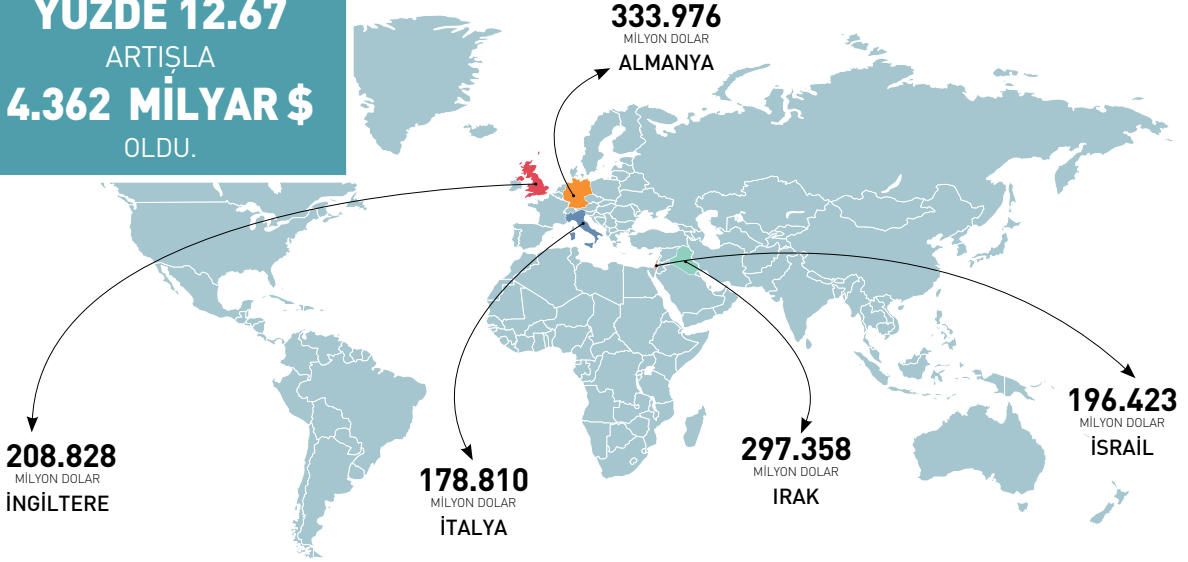 YÜZDE 12.67
ARTIŞLA
4.362 MİLYAR $
OLDU.
333.976
MİLYON DOLAR
ALMANYA
208.828
MİLYON DOLAR
İNGİLTERE
178.810
MİLYON DOLAR
İTALYA
297.358
MİLYON DOLAR
IRAK
196.423
MİLYON DOLAR
İSRAİL